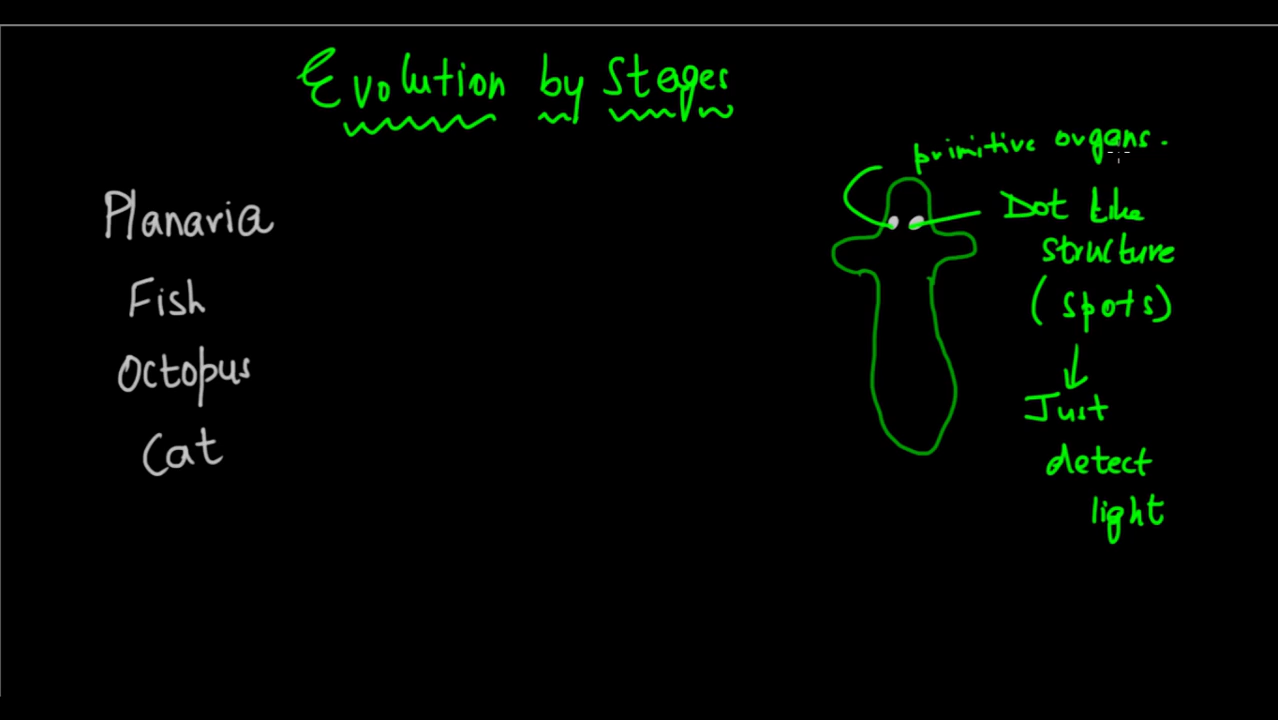 Evolution by Stages
Planaria
Fish
Octopus
Cat
primitive organs.
Dot like
structure
(spots)
Just
detect
light